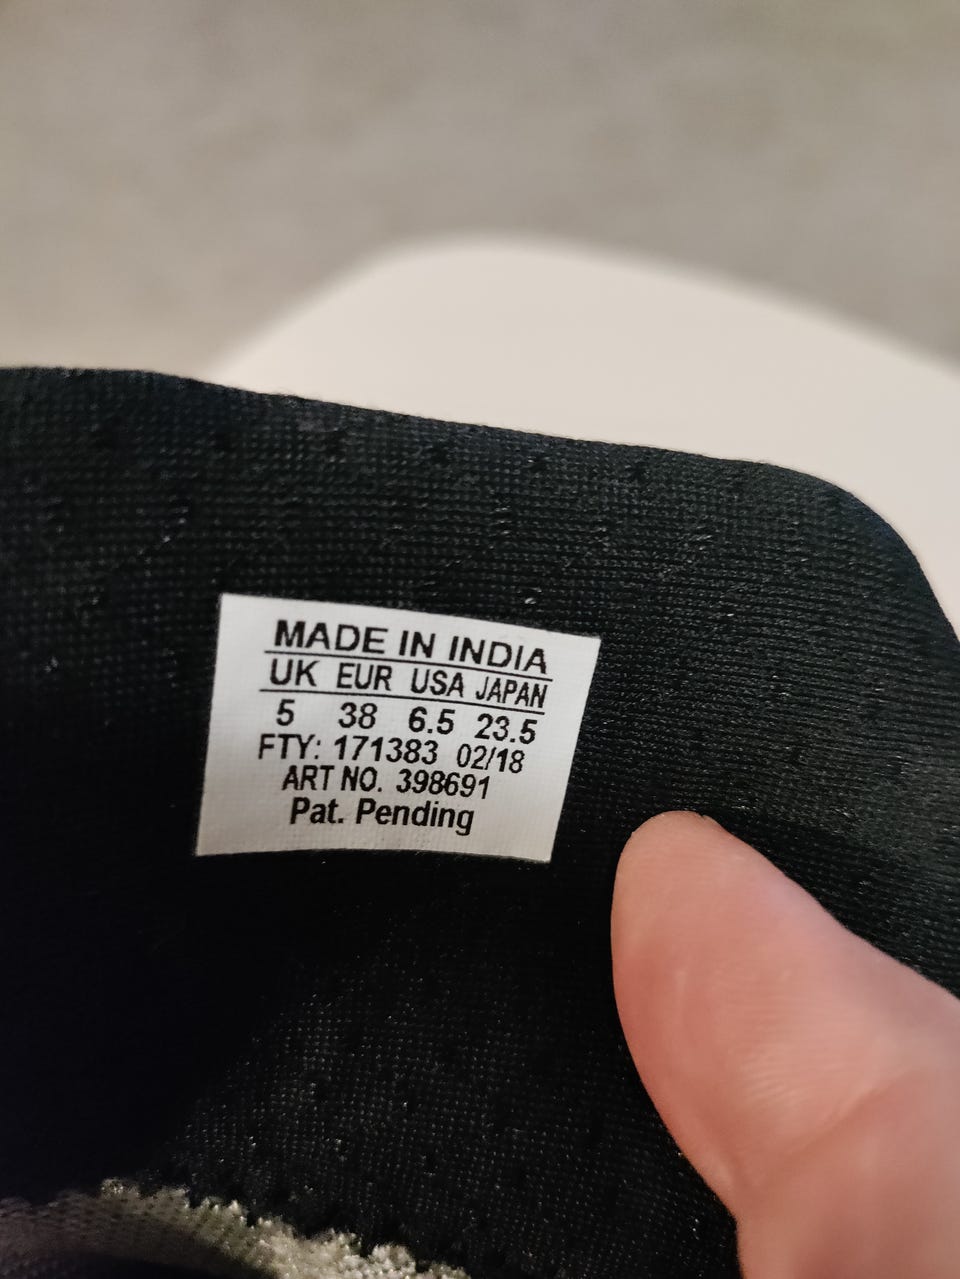 MADE IN INDIA
UK EUR USA JAPAN
5 38 6.5 23.5
FTY: 171383 02/18
ART NO. 398691
Pat. Pending